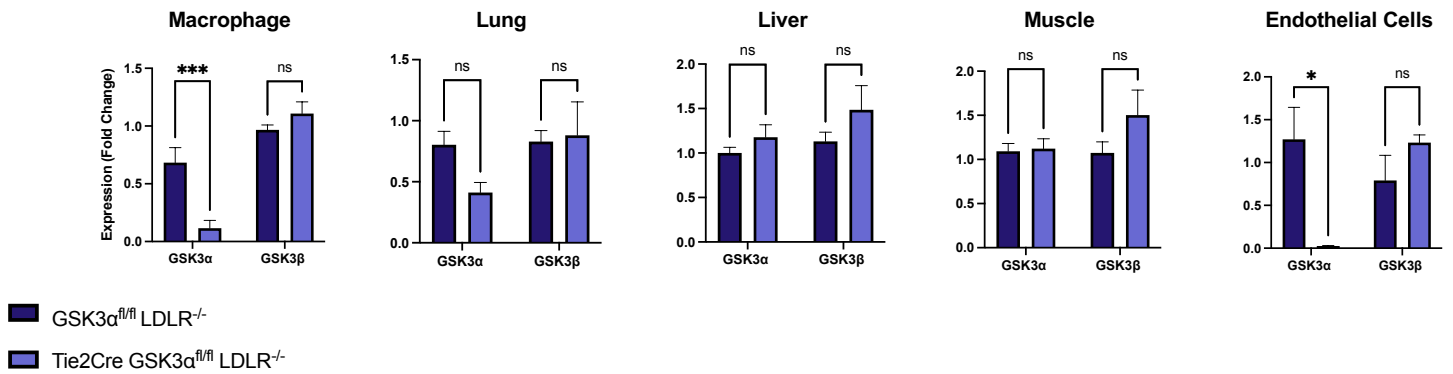 Macrophage
Lung
Liver
Muscle
Endothelial Cells
Expression (Fold Change)
1.5
1.0
0.5
0.0
***
ns
GSK3α
GSK3β
1.5
1.0
0.5
0.0
ns
ns
GSK3α
GSK3β
2.0
1.5
1.0
0.5
0.0
ns
ns
GSK3α
GSK3β
2.0
1.5
1.0
0.5
0.0
ns
ns
GSK3α
GSK3β
2.0
1.5
1.0
0.5
0.0
*
ns
GSK3α
GSK3β
GSK3α^fl/fl LDLR^-/-
Tie2Cre GSK3α^fl/fl LDLR^-/-